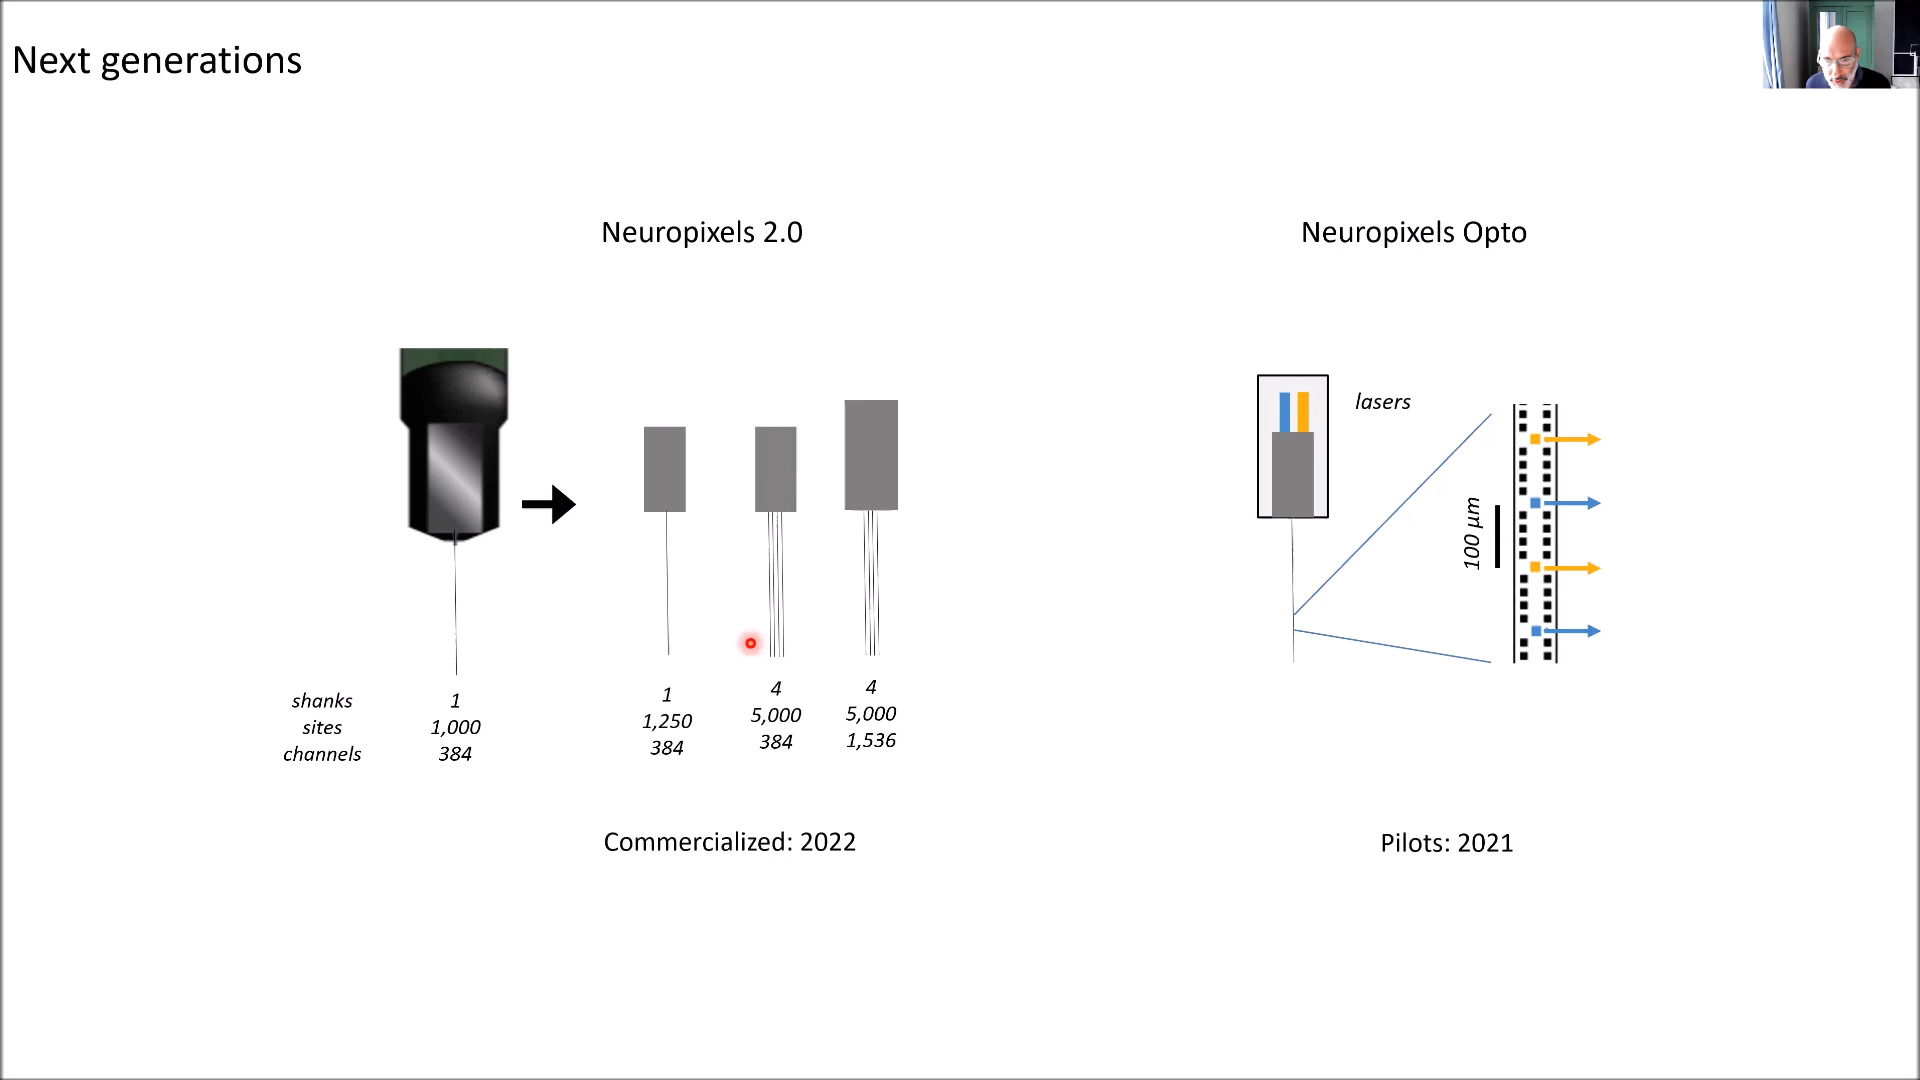 Next generations
Neuropixels 2.0
Neuropixels Opto
lasers
100 µm
shanks 1 1 4 4
sites 1,000 1,250 5,000 5,000
channels 384 384 384 1,536
Commercialized: 2022
Pilots: 2021